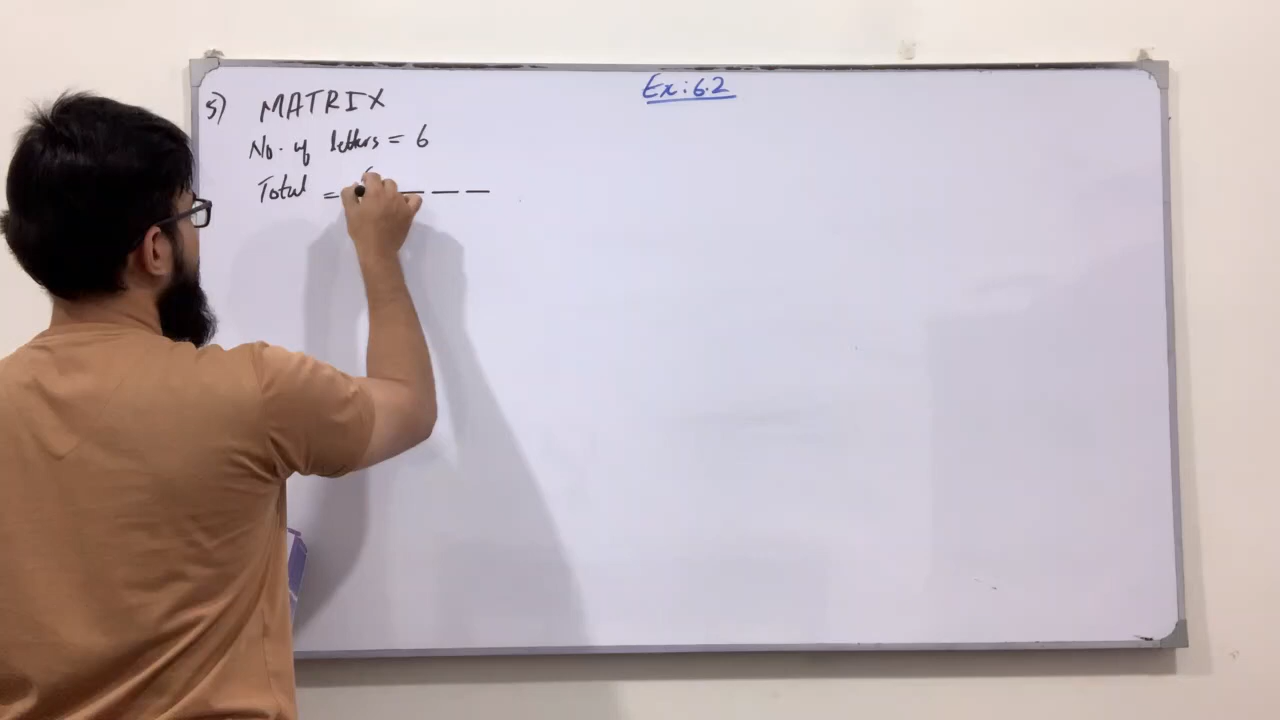 Ex: 6.2
5) MATRIX
No. of letters = 6
Total = _ _ _ _